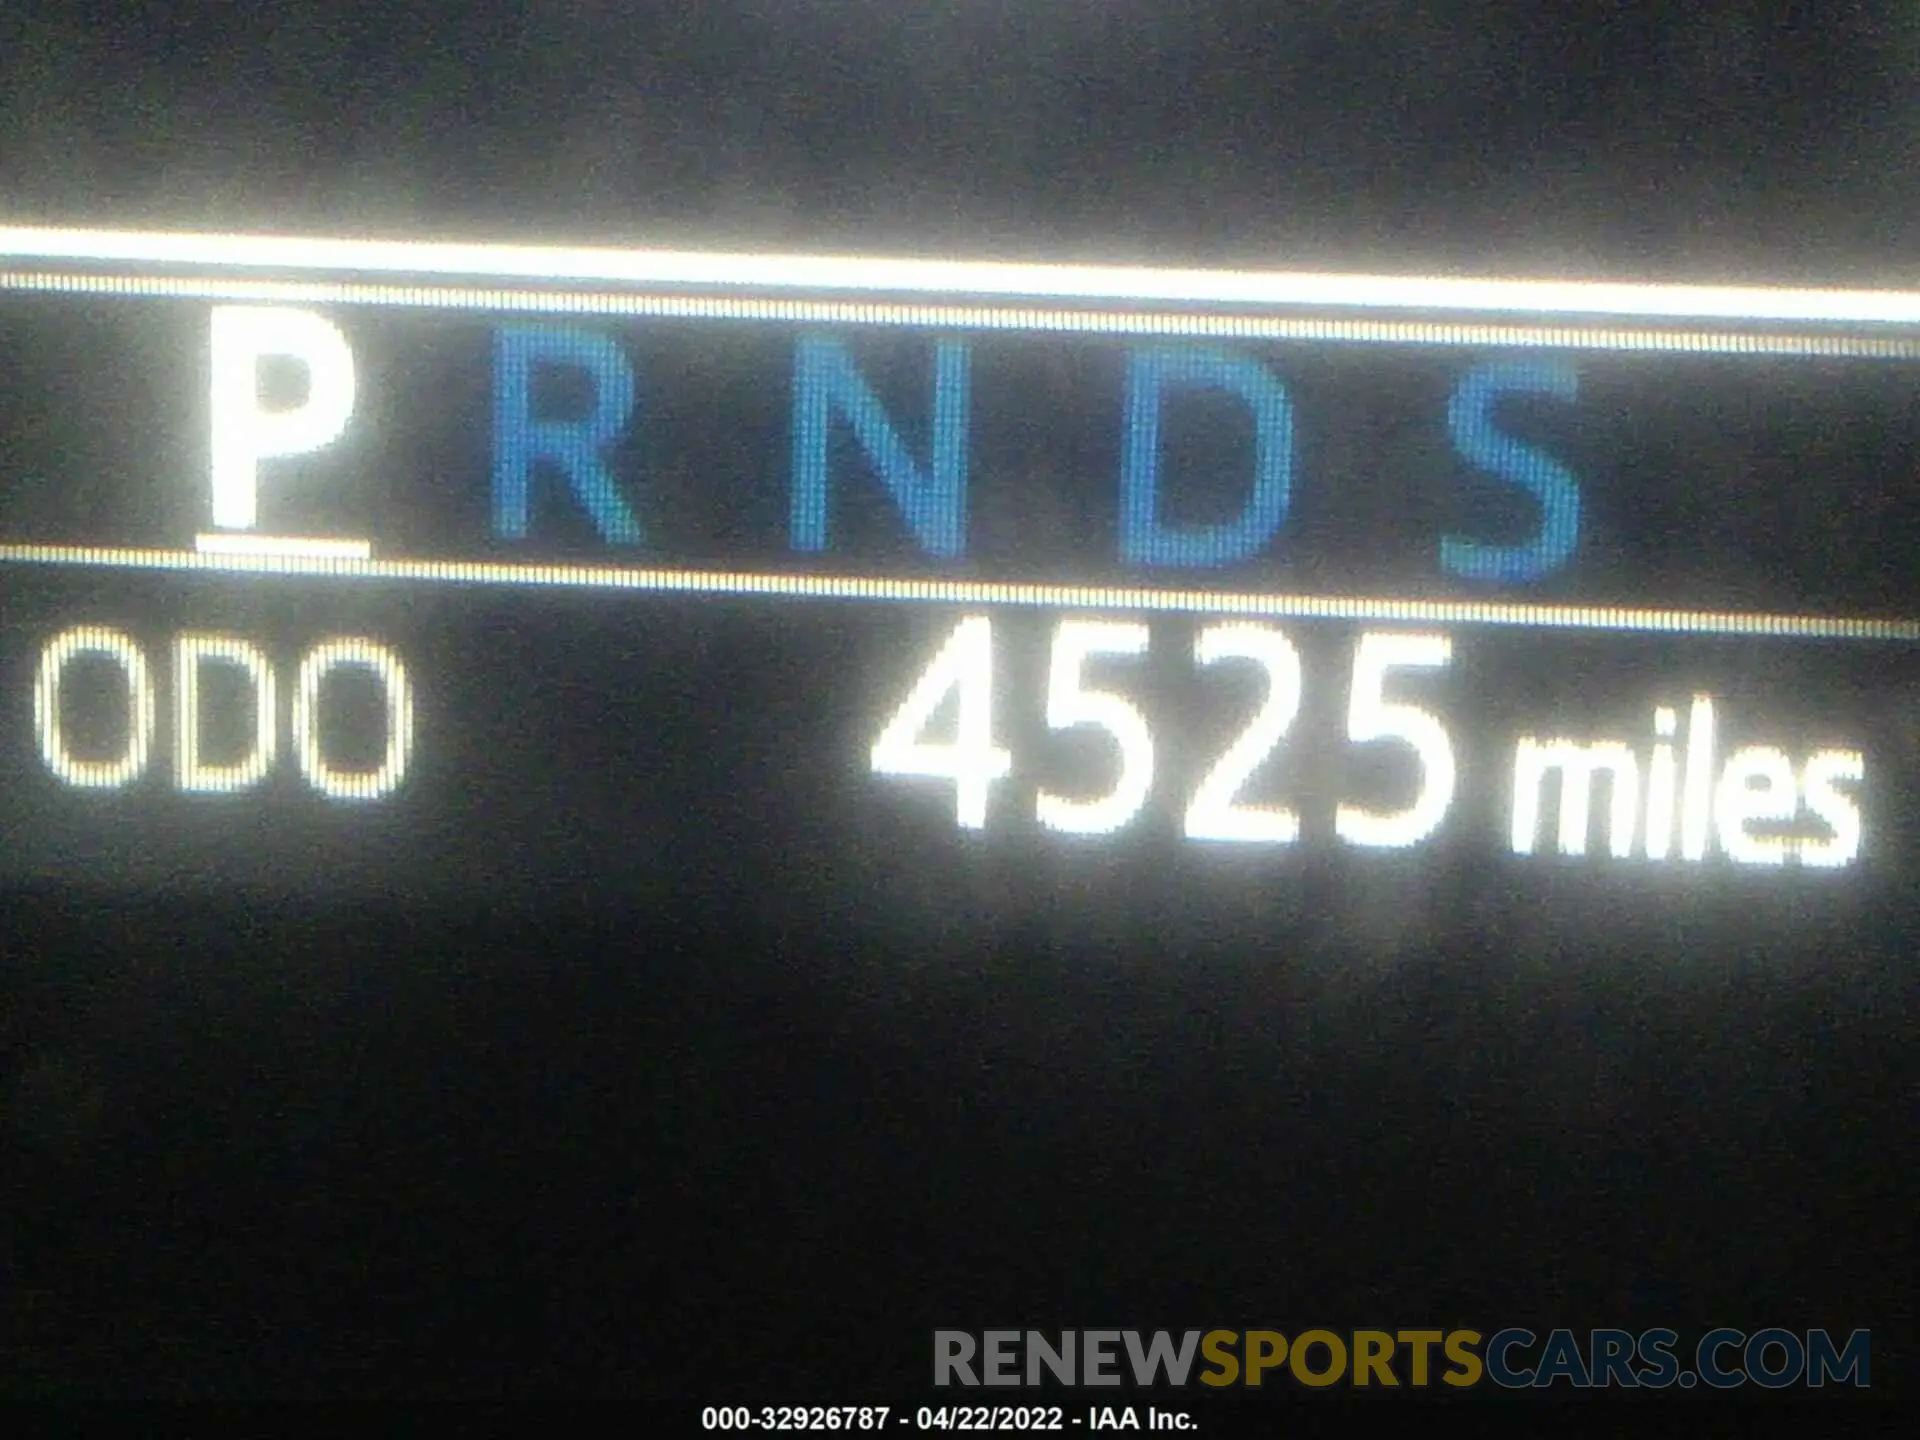 P R N D S
ODO 4525 miles
RENEWSPORTSCARS.COM
000-32926787 - 04/22/2022 - IAA Inc.